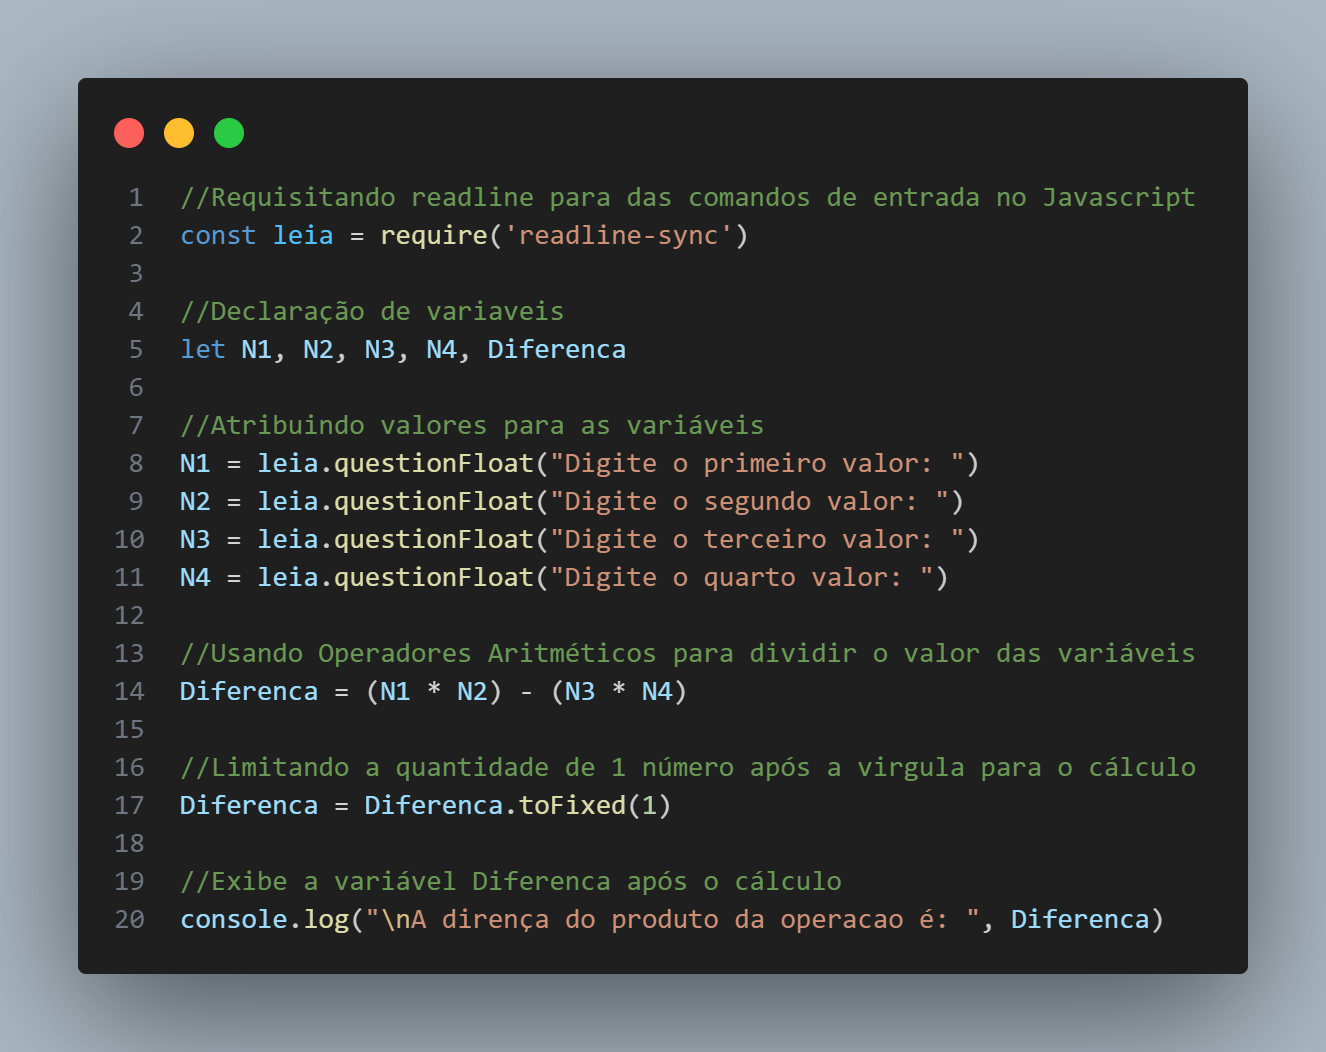 1 //Requisitando readline para das comandos de entrada no Javascript
2 const leia = require('readline-sync')
3
4 //Declaração de variaveis
5 let N1, N2, N3, N4, Diferenca
6
7 //Atribuindo valores para as variáveis
8 N1 = leia.questionFloat("Digite o primeiro valor: ")
9 N2 = leia.questionFloat("Digite o segundo valor: ")
10 N3 = leia.questionFloat("Digite o terceiro valor: ")
11 N4 = leia.questionFloat("Digite o quarto valor: ")
12
13 //Usando Operadores Aritméticos para dividir o valor das variáveis
14 Diferenca = (N1 * N2) - (N3 * N4)
15
16 //Limitando a quantidade de 1 número após a virgula para o cálculo
17 Diferenca = Diferenca.toFixed(1)
18
19 //Exibe a variável Diferenca após o cálculo
20 console.log("\nA dirença do produto da operacao é: ", Diferenca)